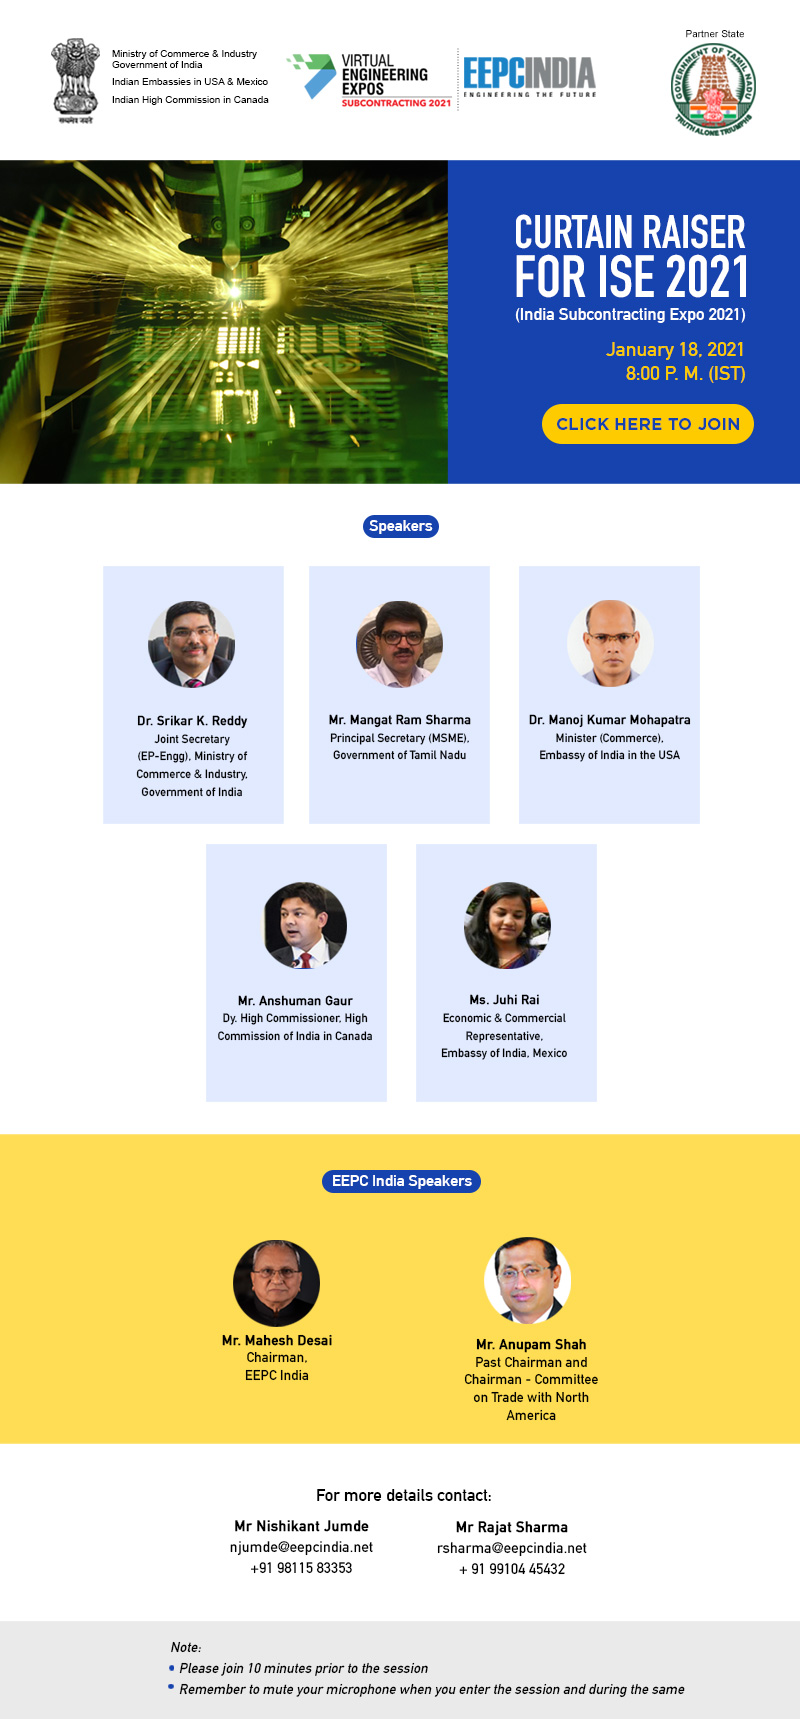 Partner State
Ministry of Commerce & Industry
Government of India
Indian Embassies in USA & Mexico
Indian High Commission in Canada
सत्यमेव जयते
VIRTUAL
ENGINEERING
EXPOS
SUBCONTRACTING 2021
EEPCINDIA
ENGINEERING THE FUTURE
GOVERNMENT OF TAMIL NADU
TRUTH ALONE TRIUMPHS
CURTAIN RAISER
FOR ISE 2021
(India Subcontracting Expo 2021)
January 18, 2021
8:00 P. M. (IST)
CLICK HERE TO JOIN
Speakers
Dr. Srikar K. Reddy
Joint Secretary
(EP-Engg), Ministry of
Commerce & Industry,
Government of India
Mr. Mangat Ram Sharma
Principal Secretary (MSME),
Government of Tamil Nadu
Dr. Manoj Kumar Mohapatra
Minister (Commerce),
Embassy of India in the USA
Mr. Anshuman Gaur
Dy. High Commissioner, High
Commission of India in Canada
Ms. Juhi Rai
Economic & Commercial
Representative,
Embassy of India, Mexico
EEPC India Speakers
Mr. Mahesh Desai
Chairman,
EEPC India
Mr. Anupam Shah
Past Chairman and
Chairman - Committee
on Trade with North
America
For more details contact:
Mr Nishikant Jumde
njumde@eepcindia.net
+91 98115 83353
Mr Rajat Sharma
rsharma@eepcindia.net
+ 91 99104 45432
Note:
• Please join 10 minutes prior to the session
• Remember to mute your microphone when you enter the session and during the same